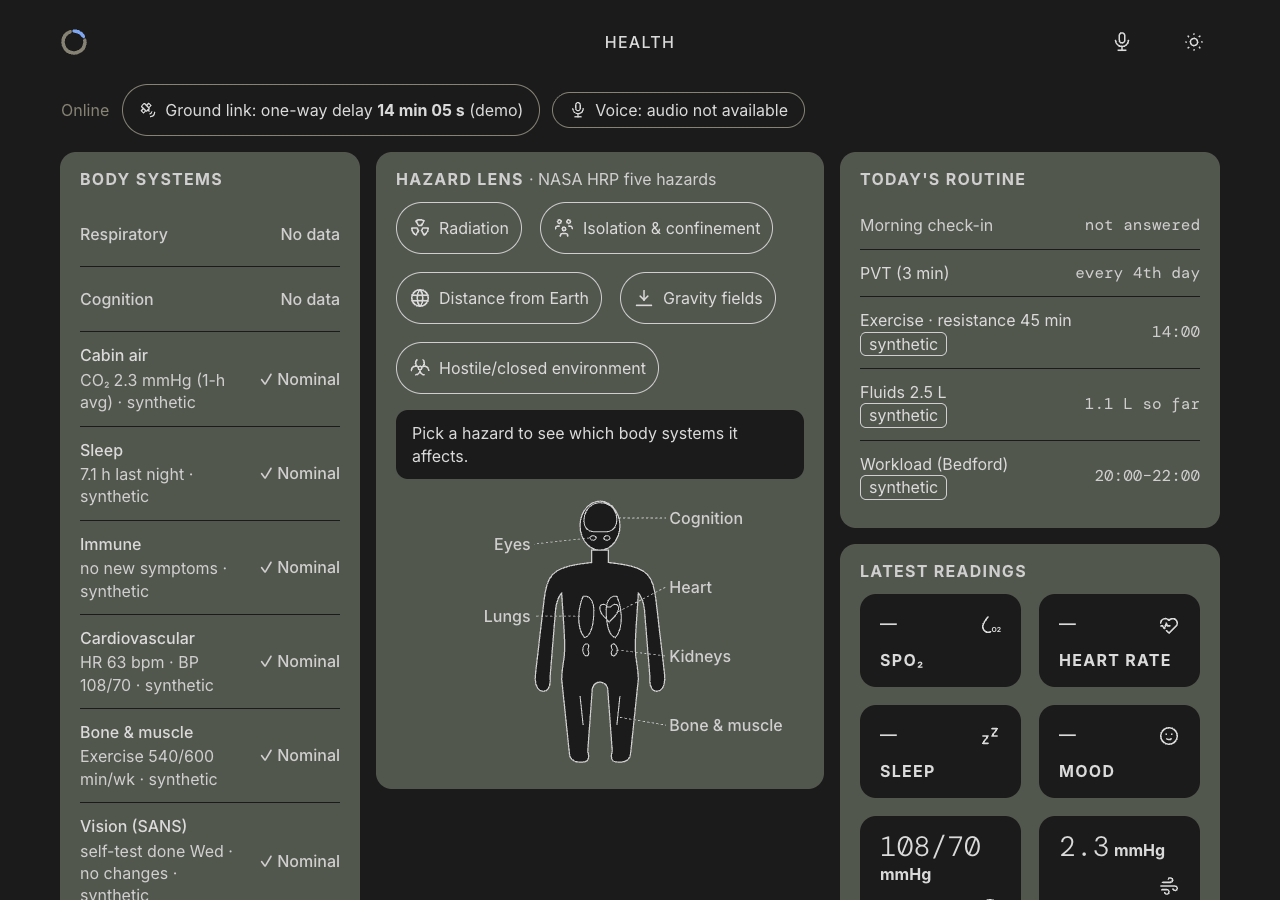 HEALTH
Online
Ground link: one-way delay 14 min 05 s (demo)
Voice: audio not available
BODY SYSTEMS
Respiratory No data
Cognition No data
Cabin air
CO₂ 2.3 mmHg (1-h
avg) · synthetic
✓ Nominal
Sleep
7.1 h last night ·
synthetic
✓ Nominal
Immune
no new symptoms ·
synthetic
✓ Nominal
Cardiovascular
HR 63 bpm · BP
108/70 · synthetic
✓ Nominal
Bone & muscle
Exercise 540/600
min/wk · synthetic
✓ Nominal
Vision (SANS)
self-test done Wed ·
no changes ·
synthetic
✓ Nominal
HAZARD LENS · NASA HRP five hazards
Radiation
Isolation & confinement
Distance from Earth
Gravity fields
Hostile/closed environment
Pick a hazard to see which body systems it
affects.
Cognition
Eyes
Heart
Lungs
Kidneys
Bone & muscle
TODAY'S ROUTINE
Morning check-in not answered
PVT (3 min) every 4th day
Exercise · resistance 45 min
synthetic
14:00
Fluids 2.5 L
synthetic
1.1 L so far
Workload (Bedford)
synthetic
20:00–22:00
LATEST READINGS
—
O2
SPO₂
—
HEART RATE
—
zZ
SLEEP
—
MOOD
108/70
mmHg
2.3 mmHg